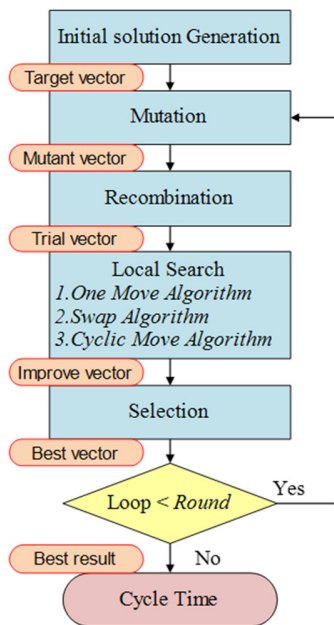 Initial solution Generation
Target vector
Mutation
Mutant vector
Recombination
Trial vector
Local Search
1.One Move Algorithm
2.Swap Algorithm
3.Cyclic Move Algorithm
Improve vector
Selection
Best vector
Loop < Round
Yes
Best result
No
Cycle Time